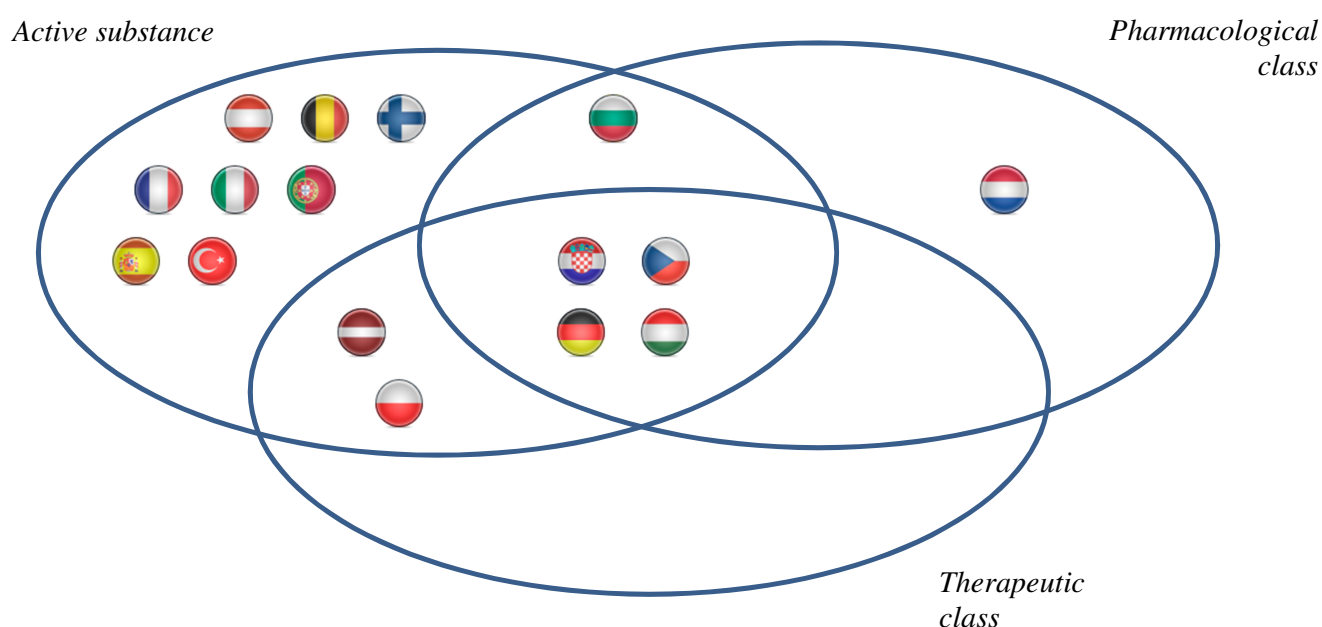 Active substance
Pharmacological
class
Therapeutic
class